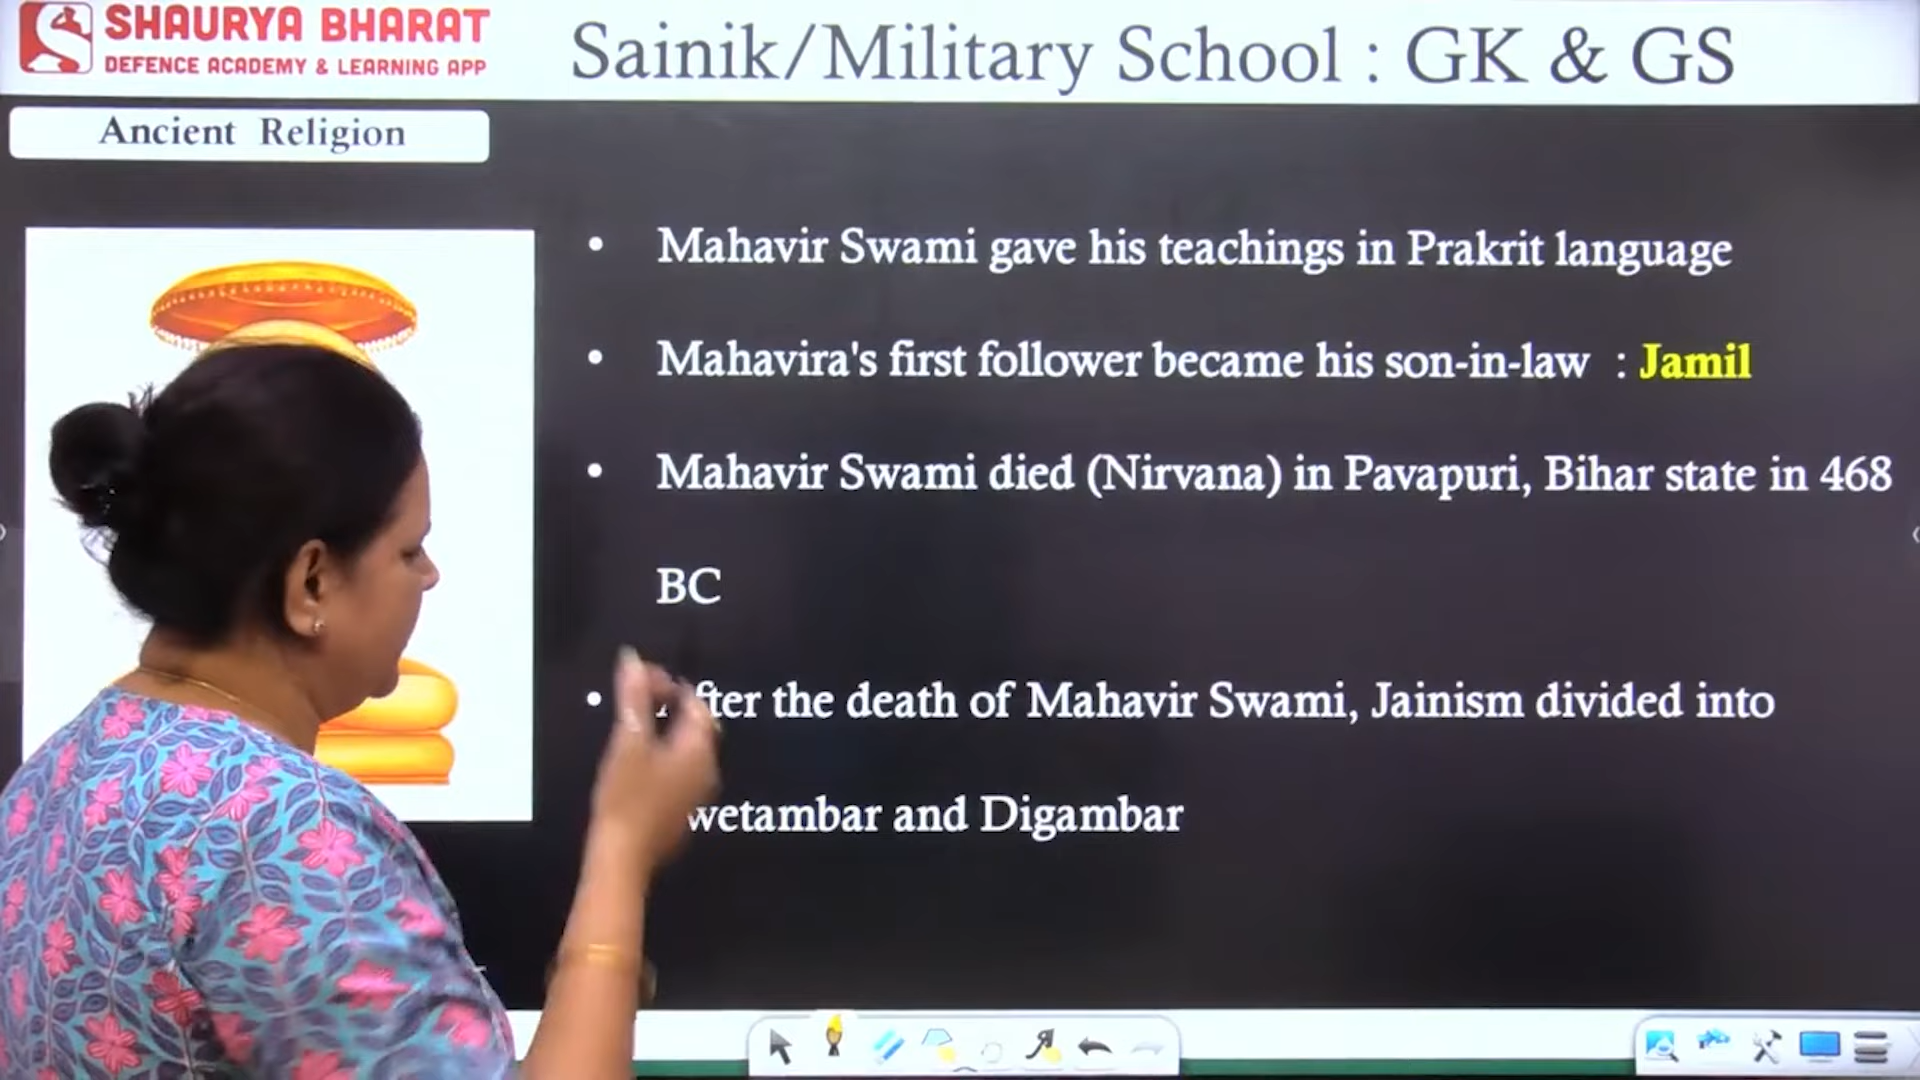 SHAURYA BHARAT
DEFENCE ACADEMY & LEARNING APP
Sainik/Military School : GK & GS
Ancient Religion
• Mahavir Swami gave his teachings in Prakrit language
• Mahavira's first follower became his son-in-law : Jamil
• Mahavir Swami died (Nirvana) in Pavapuri, Bihar state in 468
BC
• the death of Mahavir Swami, Jainism divided into
and Digambar